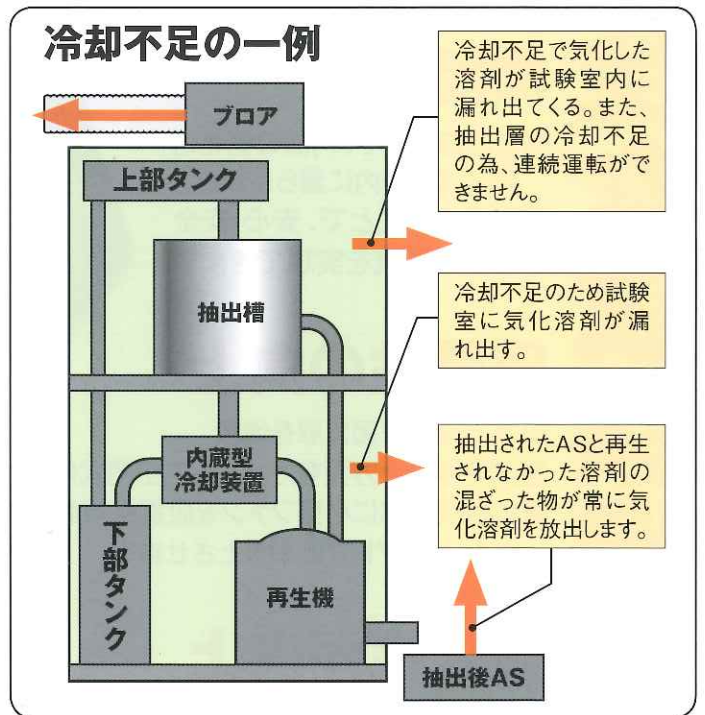 冷却不足の一例
ブロア
上部タンク
抽出槽
内蔵型
冷却装置
下部タンク
再生機
抽出後AS
冷却不足で気化した
溶剤が試験室内に
漏れ出てくる。また、
抽出層の冷却不足
の為、連続運転がで
きません。
冷却不足のため試験
室に気化溶剤が漏
れ出す。
抽出されたASと再生
されなかった溶剤の
混ざった物が常に気
化溶剤を放出します。